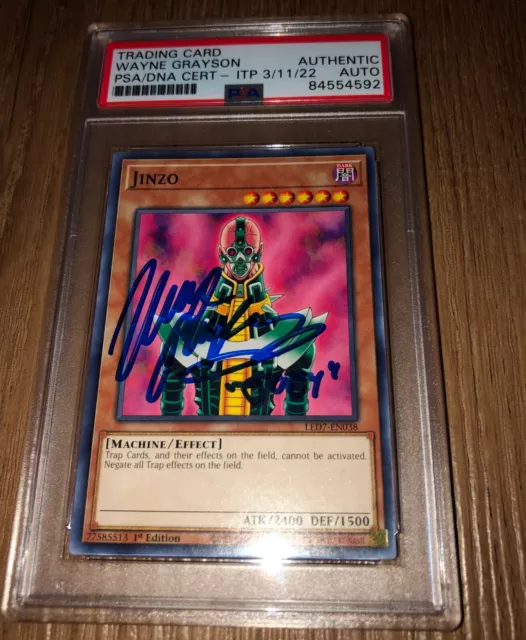 TRADING CARD
WAYNE GRAYSON AUTHENTIC
PSA/DNA CERT - ITP 3/11/22 AUTO
84554592
PSA
JINZO
DARK
闇
LED7-EN038
[MACHINE/EFFECT]
Trap Cards, and their effects on the field, cannot be activated.
Negate all Trap effects on the field.
ATK/2400 DEF/1500
77585513 1st Edition